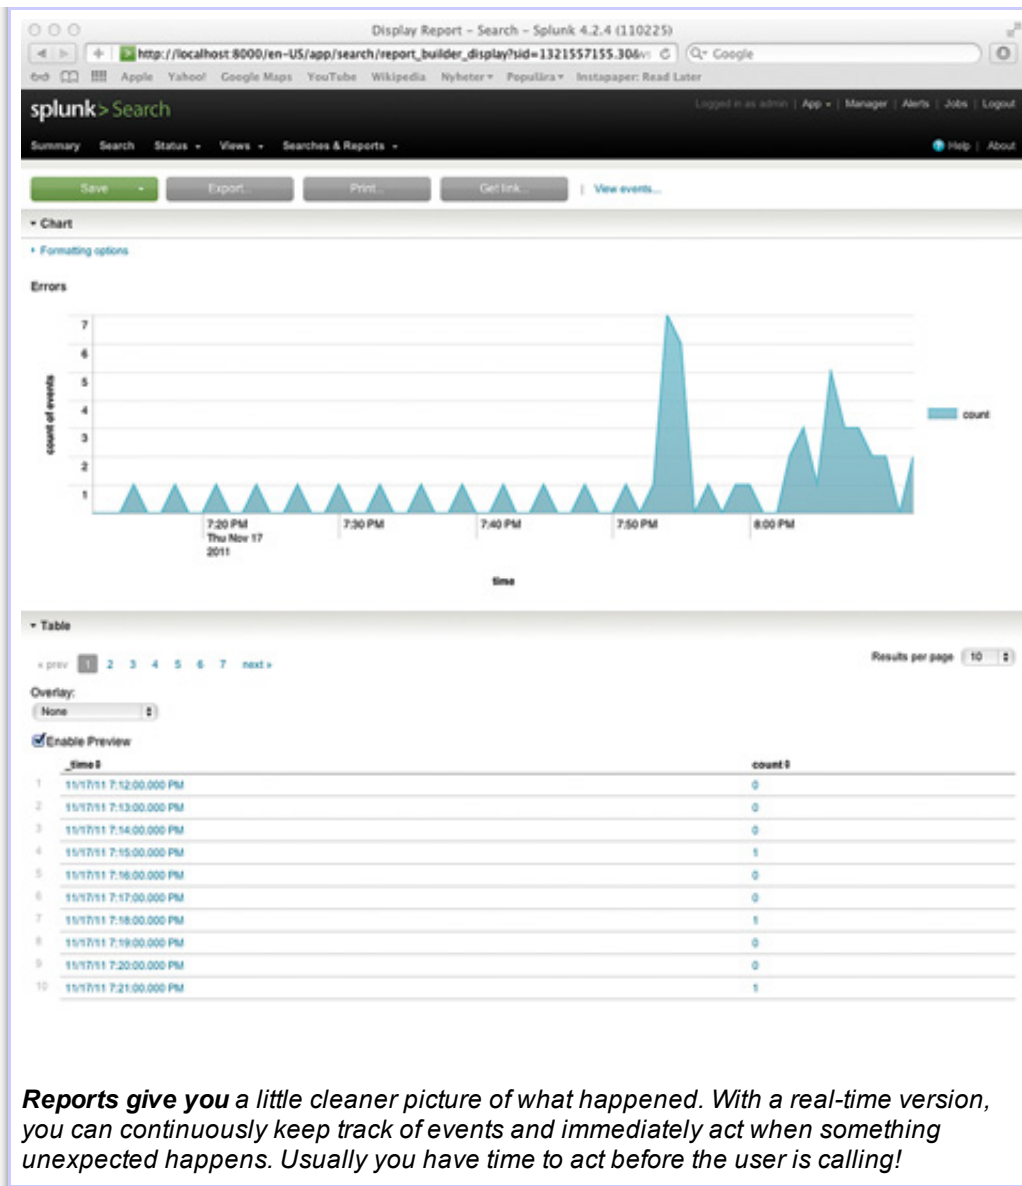 Display Report – Search – Splunk 4.2.4 (110225)
http://localhost:8000/en-US/app/search/report_builder_display?sid=1321557155.30&vs
Google
Apple Yahoo! Google Maps YouTube Wikipedia Nyheter Populära Instapaper: Read Later
splunk> Search
Logged in as admin | App | Manager | Alerts | Jobs | Logout
Summary Search Status Views Searches & Reports
Help | About
Save Export... Print... Get link... | View events...
Chart
Formatting options
Errors
7
6
5
4
3
2
1
count of events
count
7:20 PM 7:30 PM 7:40 PM 7:50 PM 8:00 PM
Thu Nov 17
2011
time
Table
« prev 1 2 3 4 5 6 7 next »
Results per page 10
Overlay:
None
Enable Preview
_time count
1 11/17/11 7:12:00.000 PM 0
2 11/17/11 7:13:00.000 PM 0
3 11/17/11 7:14:00.000 PM 0
4 11/17/11 7:15:00.000 PM 1
5 11/17/11 7:16:00.000 PM 0
6 11/17/11 7:17:00.000 PM 0
7 11/17/11 7:18:00.000 PM 1
8 11/17/11 7:19:00.000 PM 0
9 11/17/11 7:20:00.000 PM 0
10 11/17/11 7:21:00.000 PM 1
Reports give you a little cleaner picture of what happened. With a real-time version,
you can continuously keep track of events and immediately act when something
unexpected happens. Usually you have time to act before the user is calling!